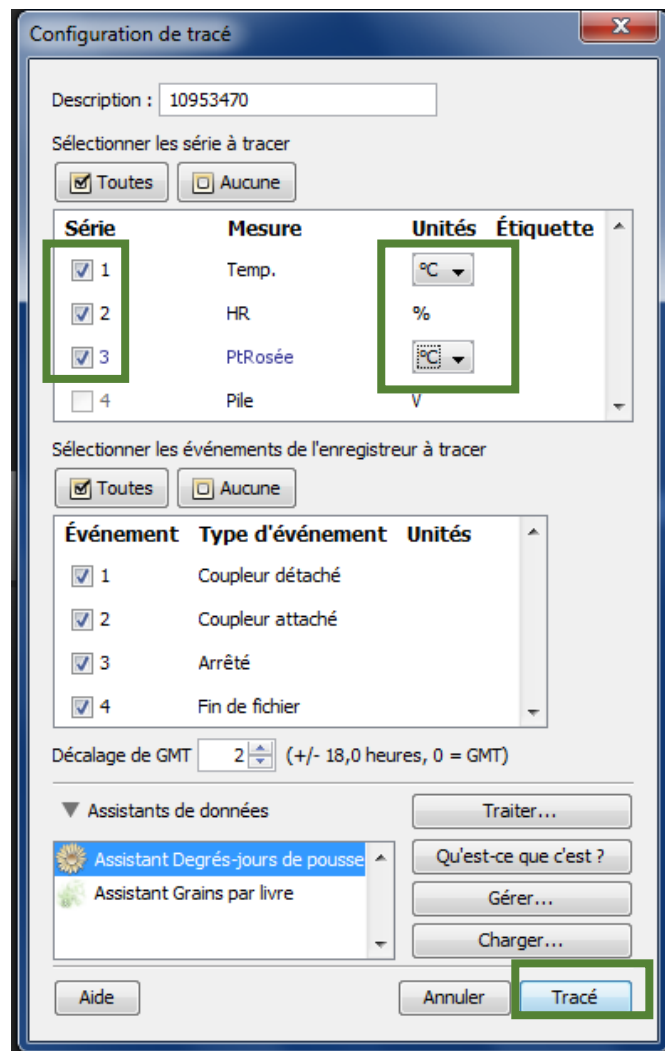 Configuration de tracé
Description : 10953470
Sélectionner les série à tracer
Toutes Aucune
Série Mesure Unités Étiquette
1 Temp. °C
2 HR %
3 PtRosée °C
4 Pile V
Sélectionner les événements de l'enregistreur à tracer
Toutes Aucune
Événement Type d'événement Unités
1 Coupleur détaché
2 Coupleur attaché
3 Arrêté
4 Fin de fichier
Décalage de GMT 2 (+/- 18,0 heures, 0 = GMT)
Assistants de données Traiter...
Assistant Degrés-jours de pousse Qu'est-ce que c'est ?
Assistant Grains par livre Gérer...
Charger...
Aide Annuler Tracé